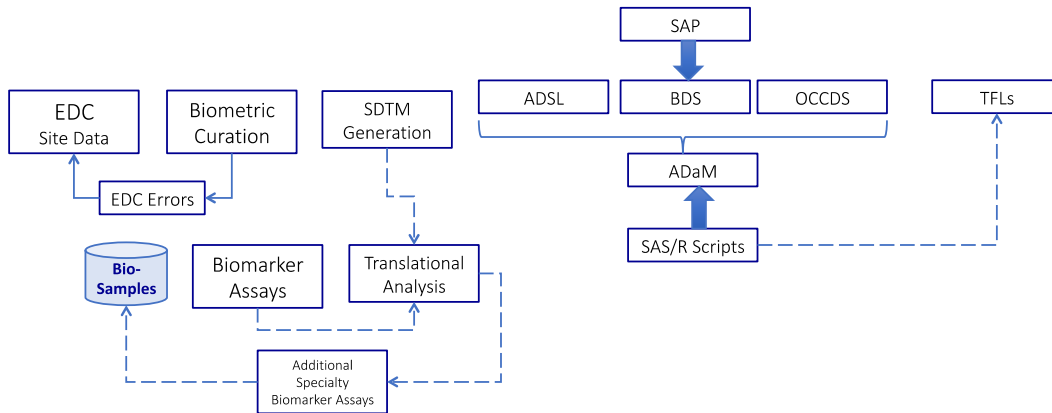 SAP
ADSL
BDS
OCCDS
TFLs
EDC
Site Data
Biometric
Curation
SDTM
Generation
ADaM
EDC Errors
SAS/R Scripts
Bio-
Samples
Biomarker
Assays
Translational
Analysis
Additional
Specialty
Biomarker Assays